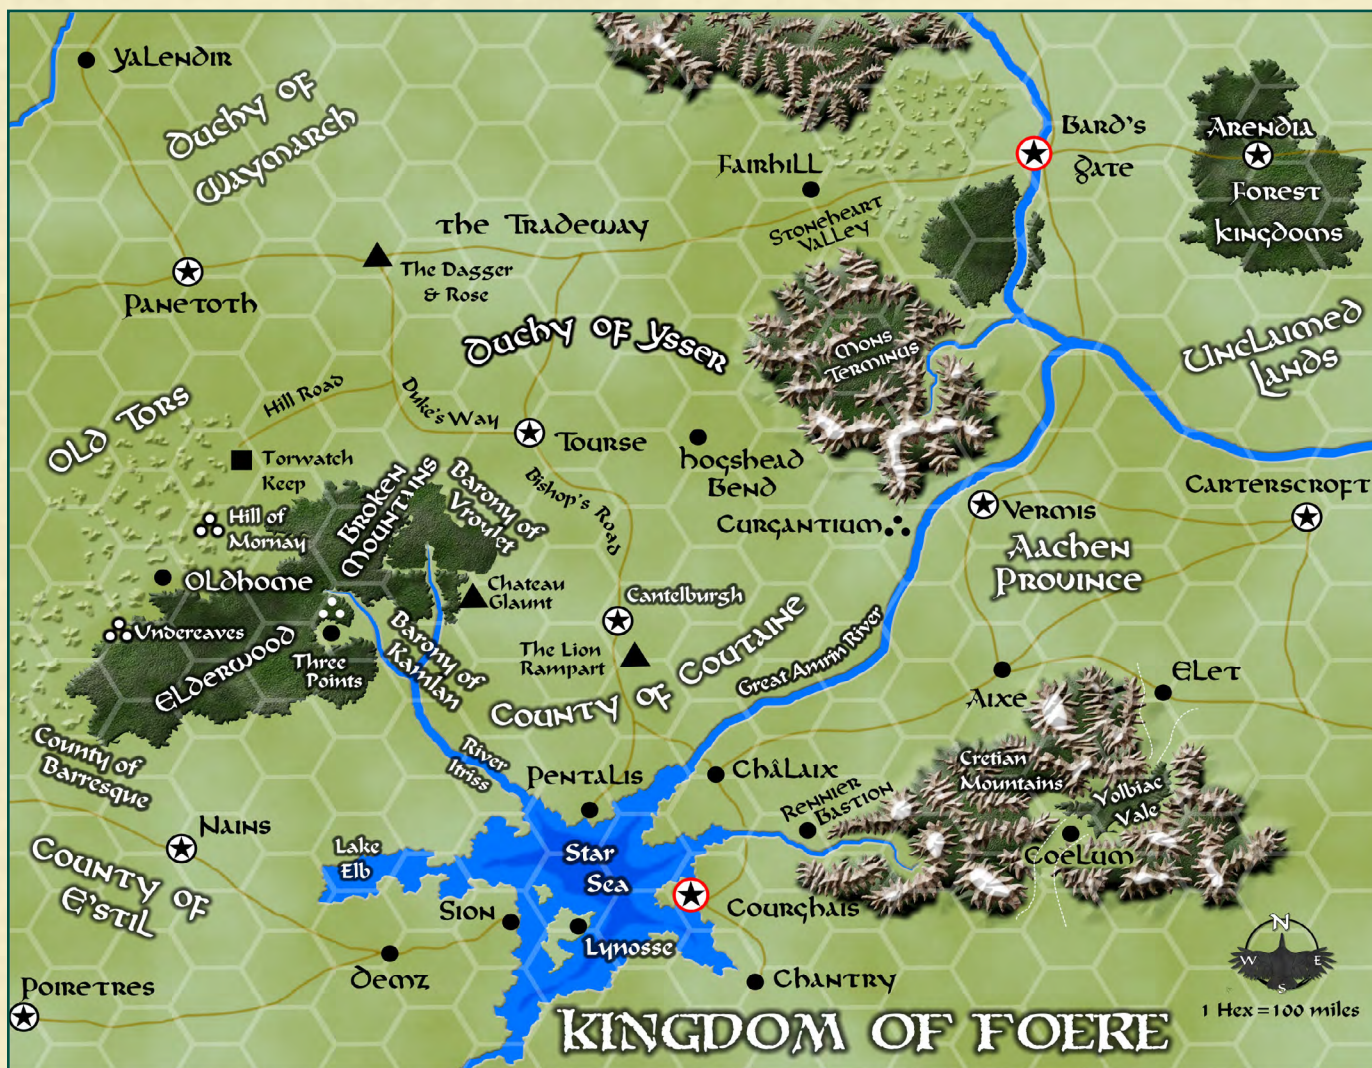 Yalendir
Duchy of
Waymarch
Bard's
Gate
Arendia
Forest
Kingdoms
Fairhill
Stoneheart
Valley
The Tradeway
The Dagger
& Rose
Panetoth
Duchy of Ysser
Mons
Terminus
Unclaimed
Lands
Old Tors
Hill Road
Duke's Way
Tourse
Hogshead
Bend
Torwatch
Keep
Broken
Mountains
Barony of
Vroulet
Bishop's Road
Curgantium
Vermis
Carterscroft
Aachen
Province
Hill of
Mornay
Oldhome
Chateau
Glaunt
Cantelburgh
Undereaves
Elderwood
Three
Points
Barony of
Kamlan
The Lion
Rampart
County of Coutaine
Great Amrin River
Aixe
Elet
County of
Barresque
River
Itriss
Pentalis
Châlaix
Rennier
Bastion
Cretian
Mountains
Yolbiac
Vale
Coelum
Nains
County of
E'stil
Lake
Elb
Star
Sea
Courghais
Sion
Lynosse
Demz
Chantry
Poiretres
Kingdom of Foere
N
W
E
S
1 Hex = 100 miles